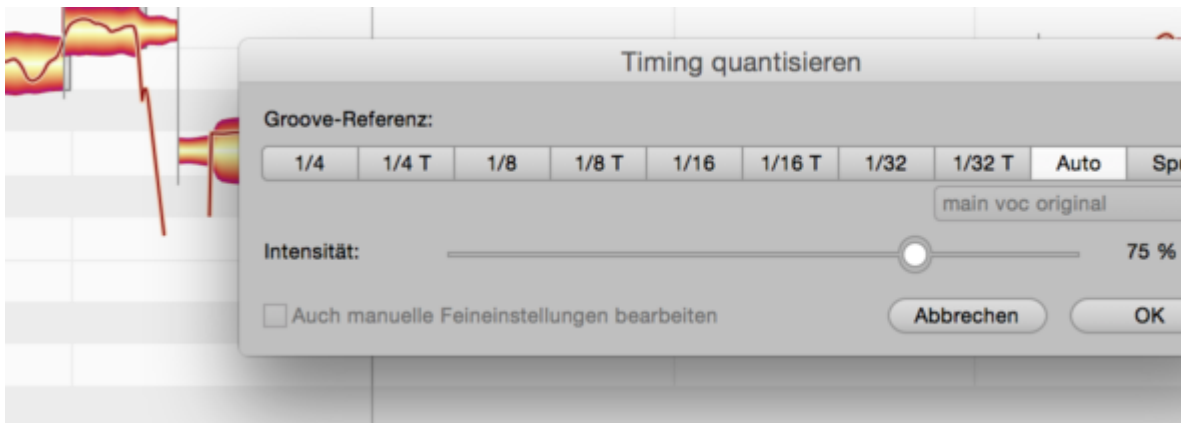 Timing quantisieren
Groove-Referenz:
1/4 1/4 T 1/8 1/8 T 1/16 1/16 T 1/32 1/32 T Auto
main voc original
Intensität: 75 %
Auch manuelle Feineinstellungen bearbeiten Abbrechen OK